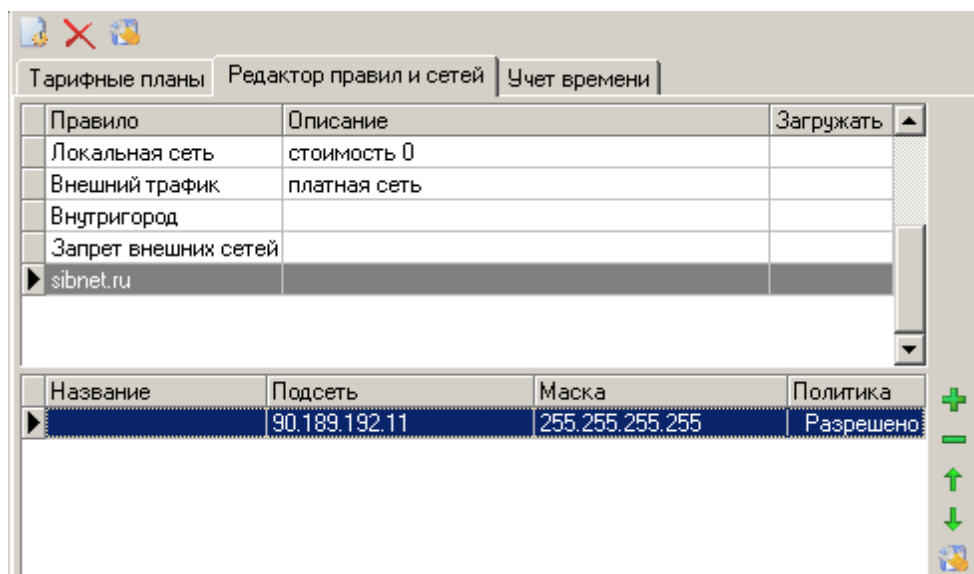 Тарифные планы Редактор правил и сетей Учет времени
Правило Описание Загружать
Локальная сеть стоимость 0
Внешний трафик платная сеть
Внутригород
Запрет внешних сетей
sibnet.ru
Название Подсеть Маска Политика
90.189.192.11 255.255.255.255 Разрешено